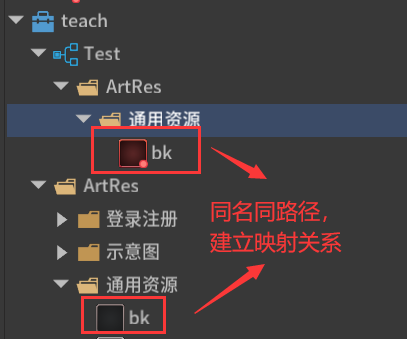 teach
Test
ArtRes
通用资源
bk
同名同路径，
建立映射关系
ArtRes
登录注册
示意图
通用资源
bk